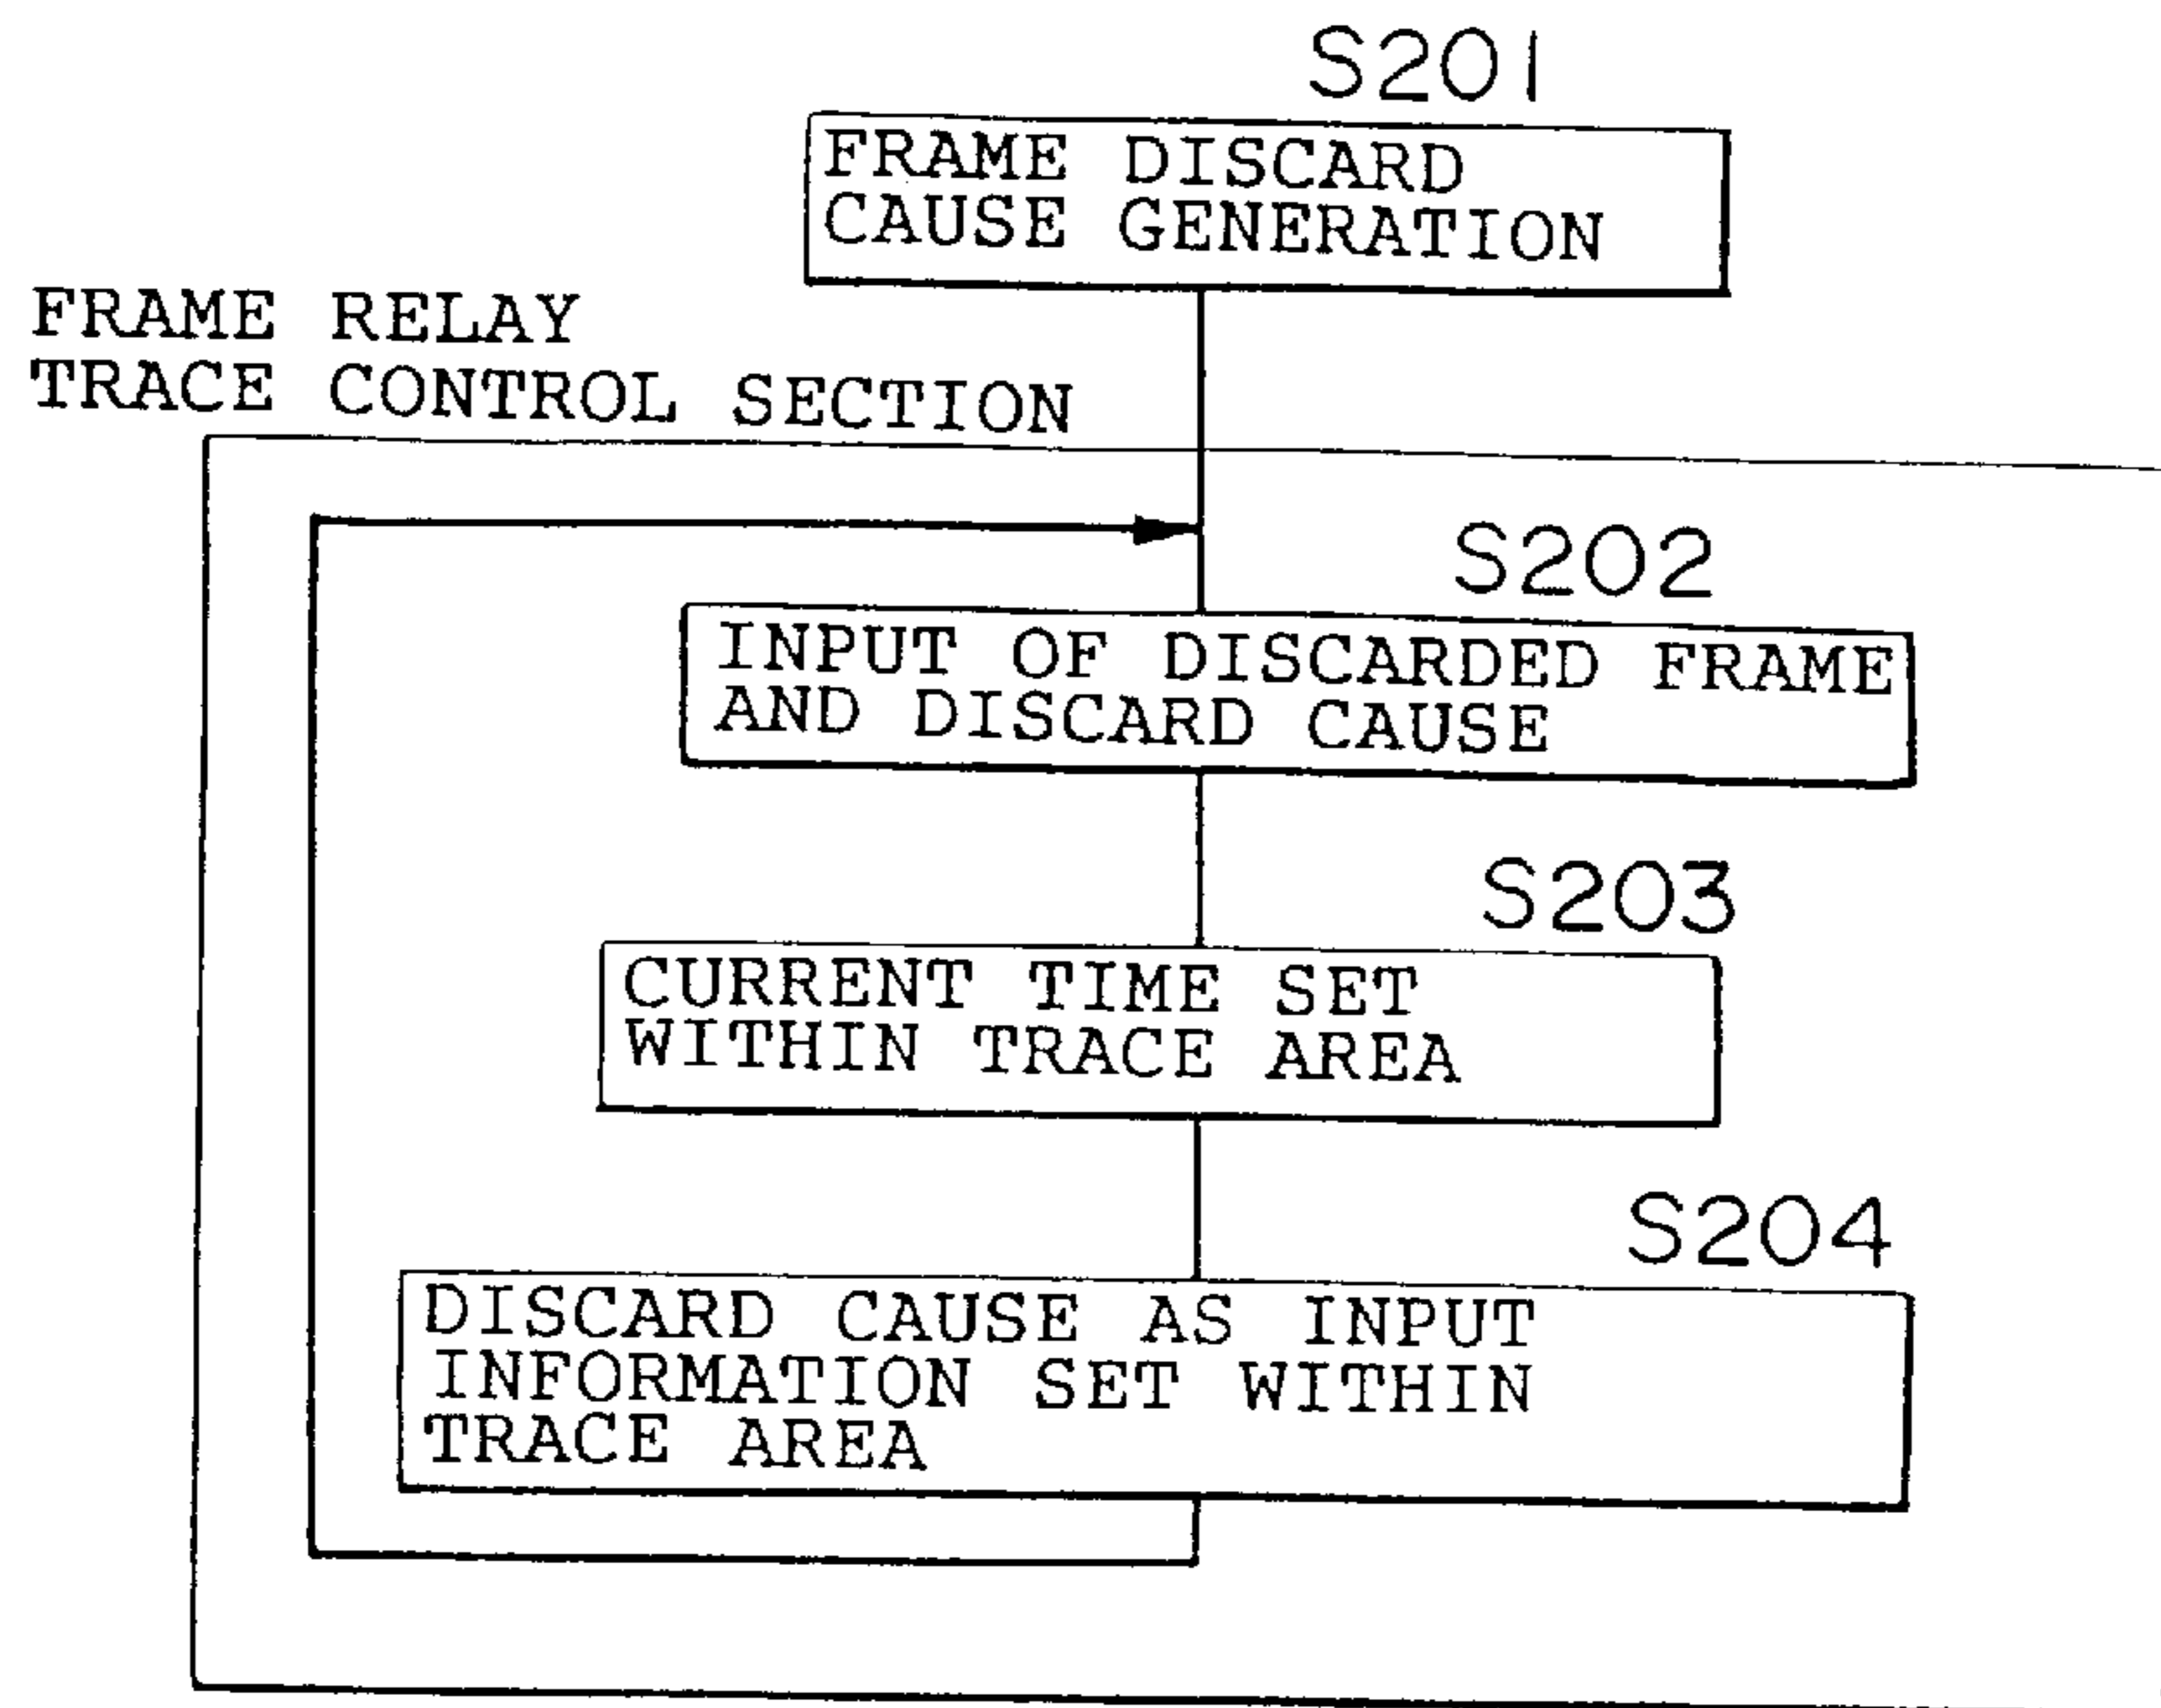 S201
FRAME DISCARD
CAUSE GENERATION
FRAME RELAY
TRACE CONTROL SECTION
S202
INPUT OF DISCARDED FRAME
AND DISCARD CAUSE
S203
CURRENT TIME SET
WITHIN TRACE AREA
S204
DISCARD CAUSE AS INPUT
INFORMATION SET WITHIN
TRACE AREA